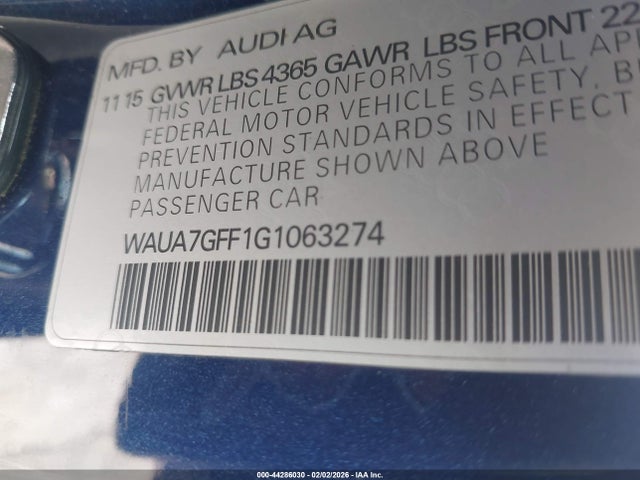 MFD. BY AUDI AG
11 15 GVWR LBS 4365 GAWR LBS FRONT 22
THIS VEHICLE CONFORMS TO ALL
FEDERAL MOTOR VEHICLE SAFETY,
PREVENTION STANDARDS IN EFFECT
MANUFACTURE SHOWN ABOVE
PASSENGER CAR
WAUA7GFF1G1063274
000-44286030 - 02/02/2026 - IAA Inc.